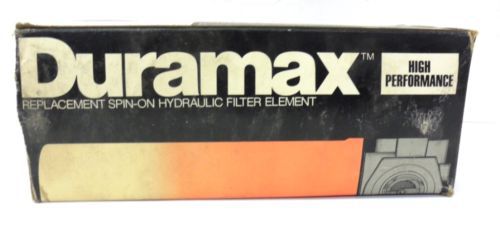 Duramax™
HIGH
PERFORMANCE
REPLACEMENT SPIN-ON HYDRAULIC FILTER ELEMENT